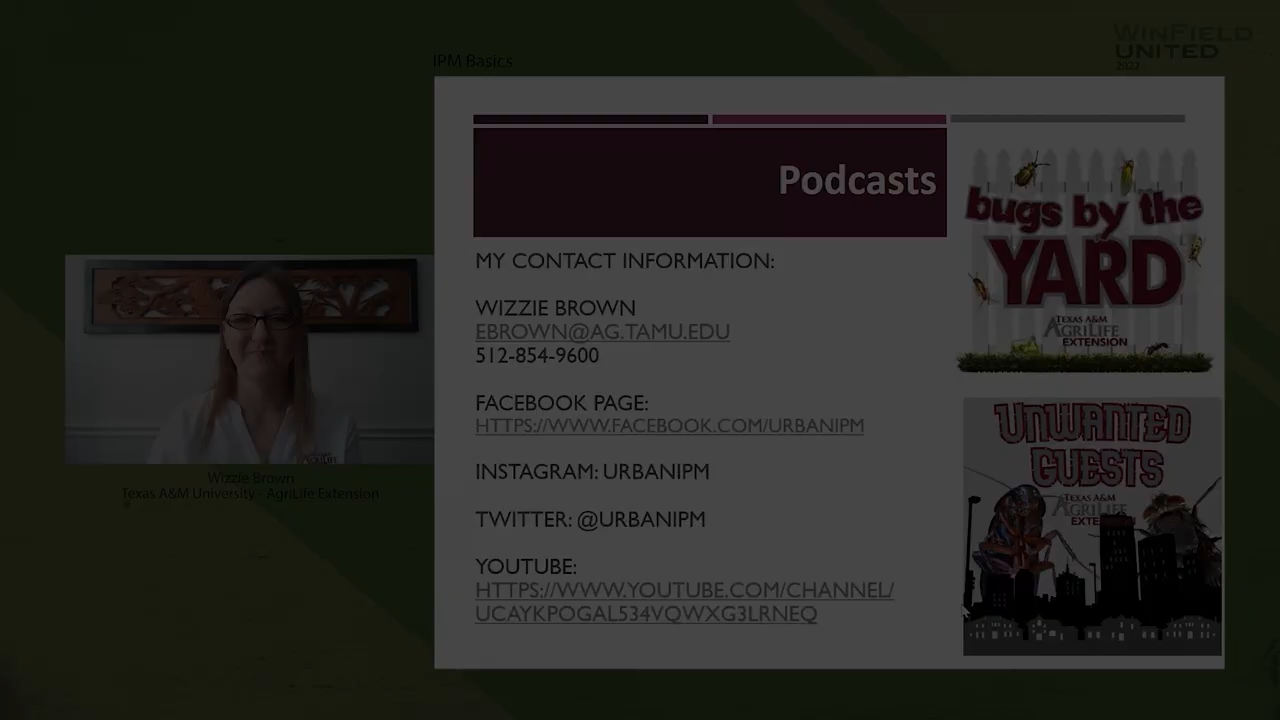 WINFIELD
UNITED
2023
IPM Basics
Podcasts
MY CONTACT INFORMATION:
WIZZIE BROWN
EBROWN@AG.TAMU.EDU
512-854-9600
FACEBOOK PAGE:
HTTPS://WWW.FACEBOOK.COM/URBANIPM
INSTAGRAM: URBANIPM
TWITTER: @URBANIPM
YOUTUBE:
HTTPS://WWW.YOUTUBE.COM/CHANNEL/
UCAYKPOGAL534VQWXG3LRNEQ
bugs by the
YARD
TEXAS A&M
AGRILIFE
EXTENSION
UNWANTED
GUESTS
TEXAS A&M
AGRILIFE
EXTENSION
AGRILIFE
Wizzie Brown
Texas A&M University - AgriLife Extension